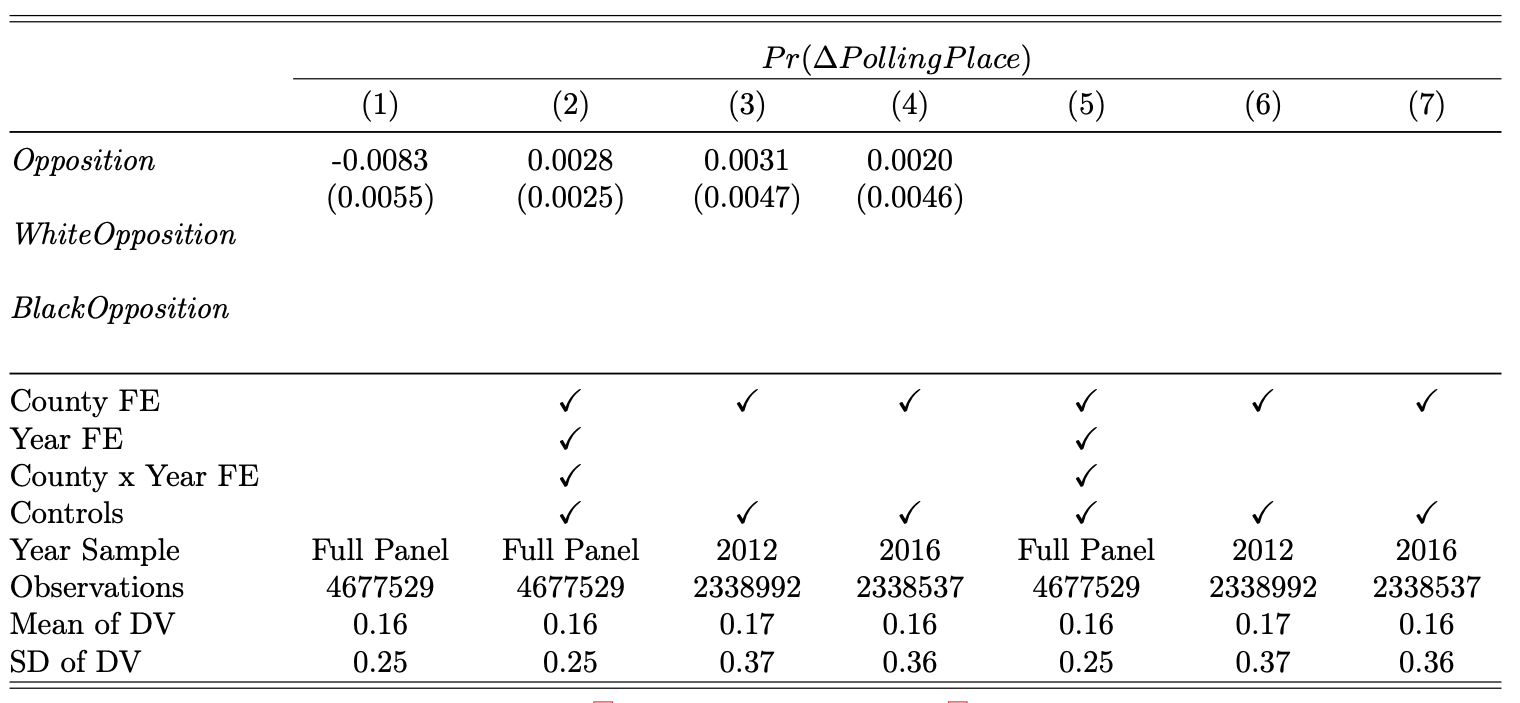 Pr(ΔPollingPlace)
(1) (2) (3) (4) (5) (6) (7)
Opposition -0.0083 0.0028 0.0031 0.0020
(0.0055) (0.0025) (0.0047) (0.0046)
WhiteOpposition
BlackOpposition
County FE ✓ ✓ ✓ ✓ ✓ ✓
Year FE ✓ ✓
County x Year FE ✓ ✓
Controls ✓ ✓ ✓ ✓ ✓ ✓
Year Sample Full Panel Full Panel 2012 2016 Full Panel 2012 2016
Observations 4677529 4677529 2338992 2338537 4677529 2338992 2338537
Mean of DV 0.16 0.16 0.17 0.16 0.16 0.17 0.16
SD of DV 0.25 0.25 0.37 0.36 0.25 0.37 0.36